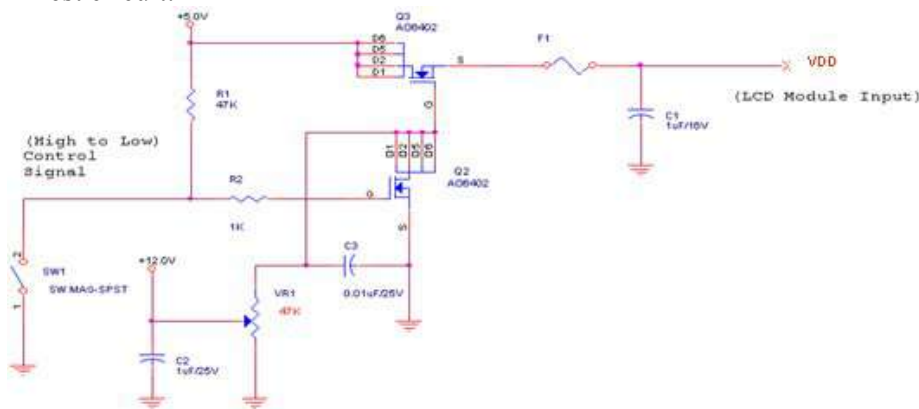 +5.0V
Q3
AO6402
D6
D5
D2
D1
S
G
F1
VDD
(LCD Module Input)
C1
1uF/16V
R1
47K
(High to Low)
Control
Signal
D1
D2
D5
D6
Q2
AO6402
R2
1K
G
S
2
SW1
SW MAG-SPST
1
+12.0V
C3
0.01uF/25V
VR1
47K
C2
1uF/25V